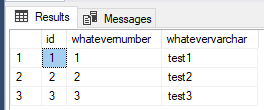 Results Messages
id whatevernumber whatevervarchar
1 1 1 test1
2 2 2 test2
3 3 3 test3